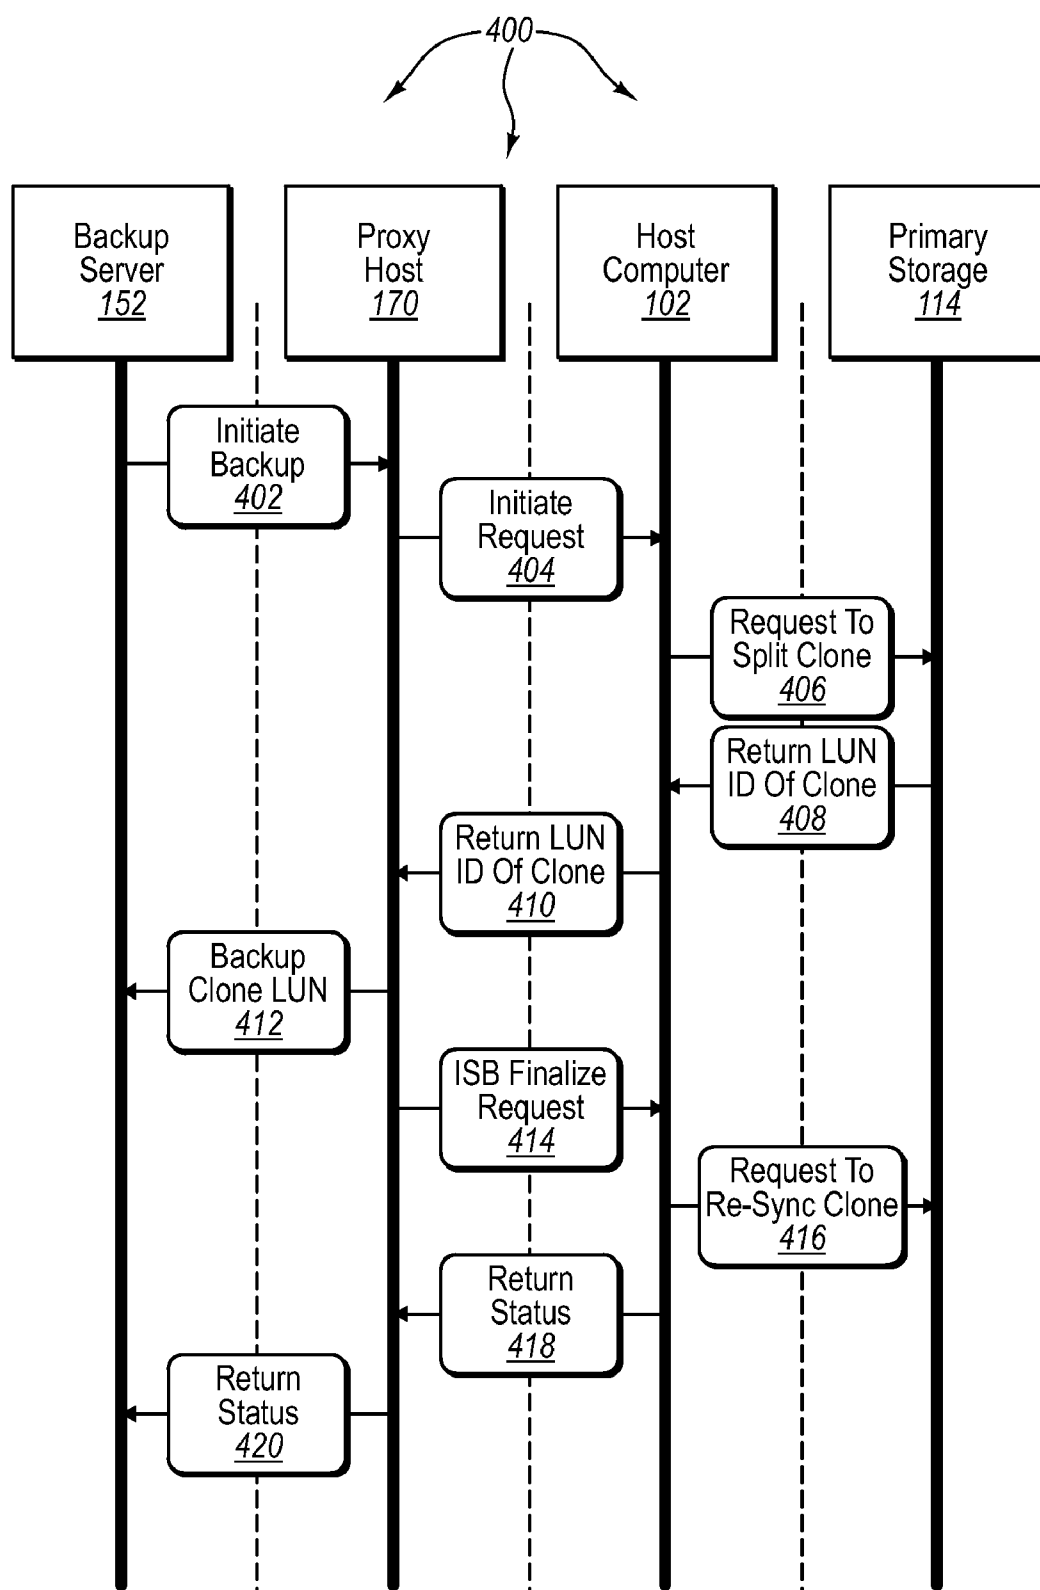 400
Backup
Server
152
Proxy
Host
170
Host
Computer
102
Primary
Storage
114
Initiate
Backup
402
Initiate
Request
404
Request To
Split Clone
406
Return LUN
ID Of Clone
408
Return LUN
ID Of Clone
410
Backup
Clone LUN
412
ISB Finalize
Request
414
Request To
Re-Sync Clone
416
Return
Status
418
Return
Status
420